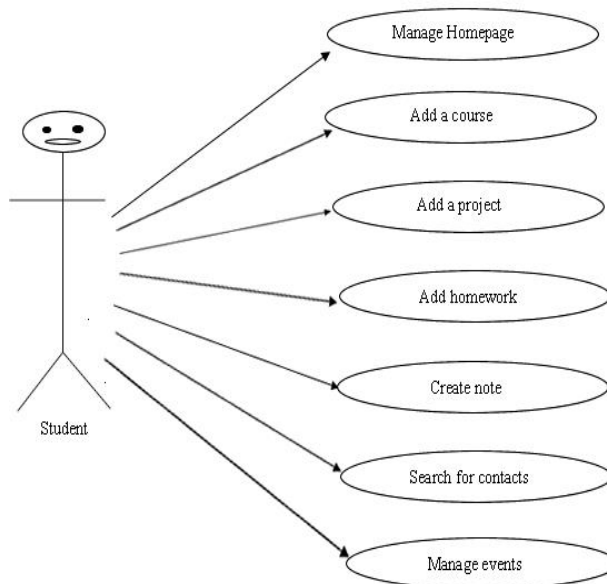 Manage Homepage
Add a course
Add a project
Add homework
Create note
Student
Search for contacts
Manage events